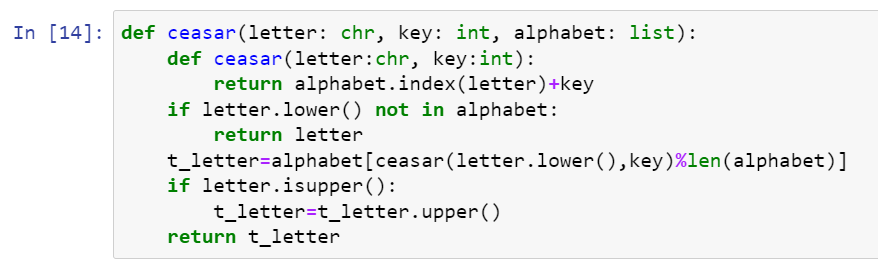 In [14]: def ceasar(letter: chr, key: int, alphabet: list):
    def ceasar(letter:chr, key:int):
        return alphabet.index(letter)+key
    if letter.lower() not in alphabet:
        return letter
    t_letter=alphabet[ceasar(letter.lower(),key)%len(alphabet)]
    if letter.isupper():
        t_letter=t_letter.upper()
    return t_letter